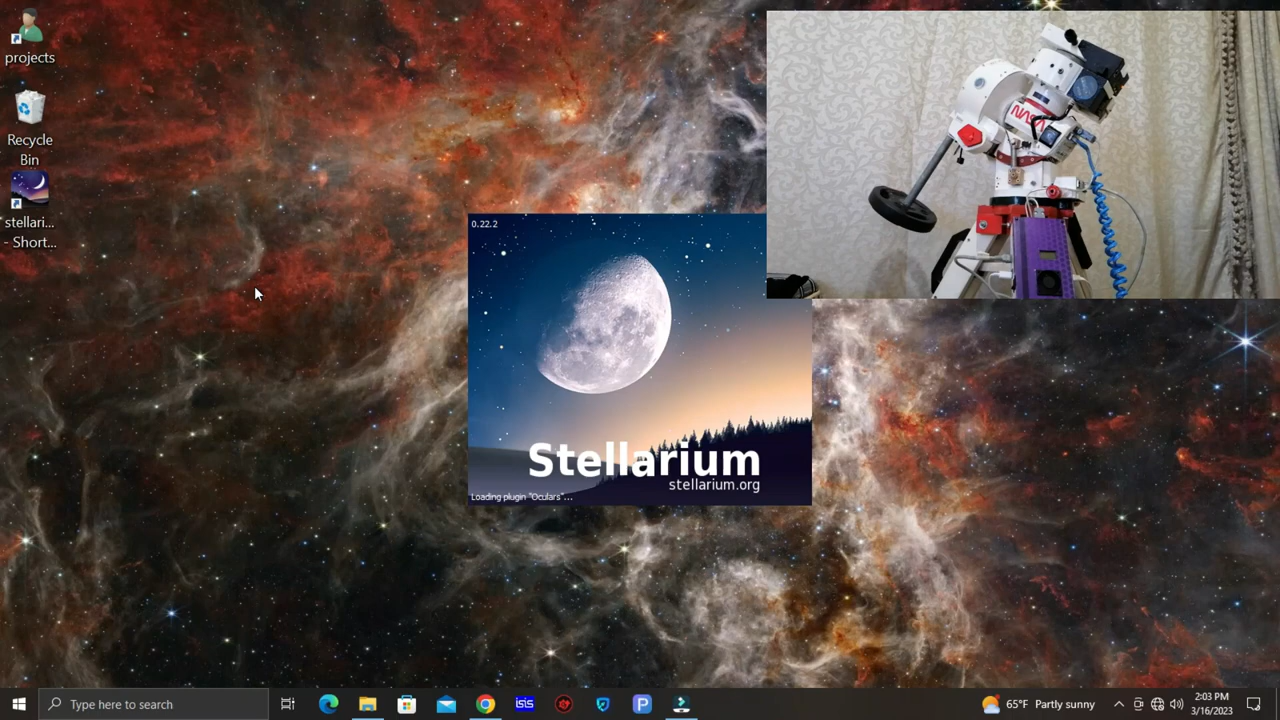 projects
Recycle
Bin
stellari...
- Short...
0.22.2
Stellarium
stellarium.org
Loading plugin "Oculars"...
NASA
Type here to search
isis
P
65°F Partly sunny
2:03 PM
3/16/2023